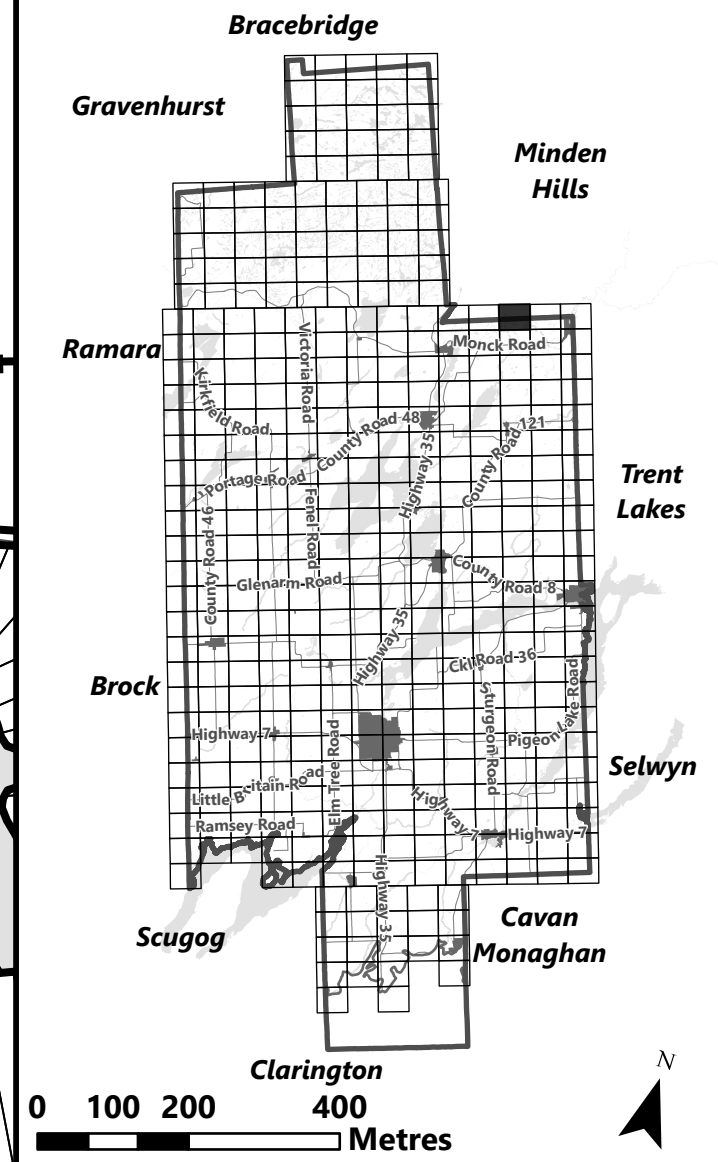 Bracebridge
Gravenhurst
Minden
Hills
Ramara
Monck Road
Victoria Road
Kirkfield Road
County Road 48
County Road 121
Highway 35
Portage Road
Trent
Lakes
Fenel Road
County Road 46
Glenarm Road
County Road 8
Highway 35
Ckl Road 36
Brock
Sturgeon Road
Pigeon Lake Road
Highway 7
Elm Tree Road
Selwyn
Little Britain Road
Ramsey Road
Highway 7
Highway 7
Highway 35
Scugog
Cavan
Monaghan
Clarington
N
0 100 200 400
Metres